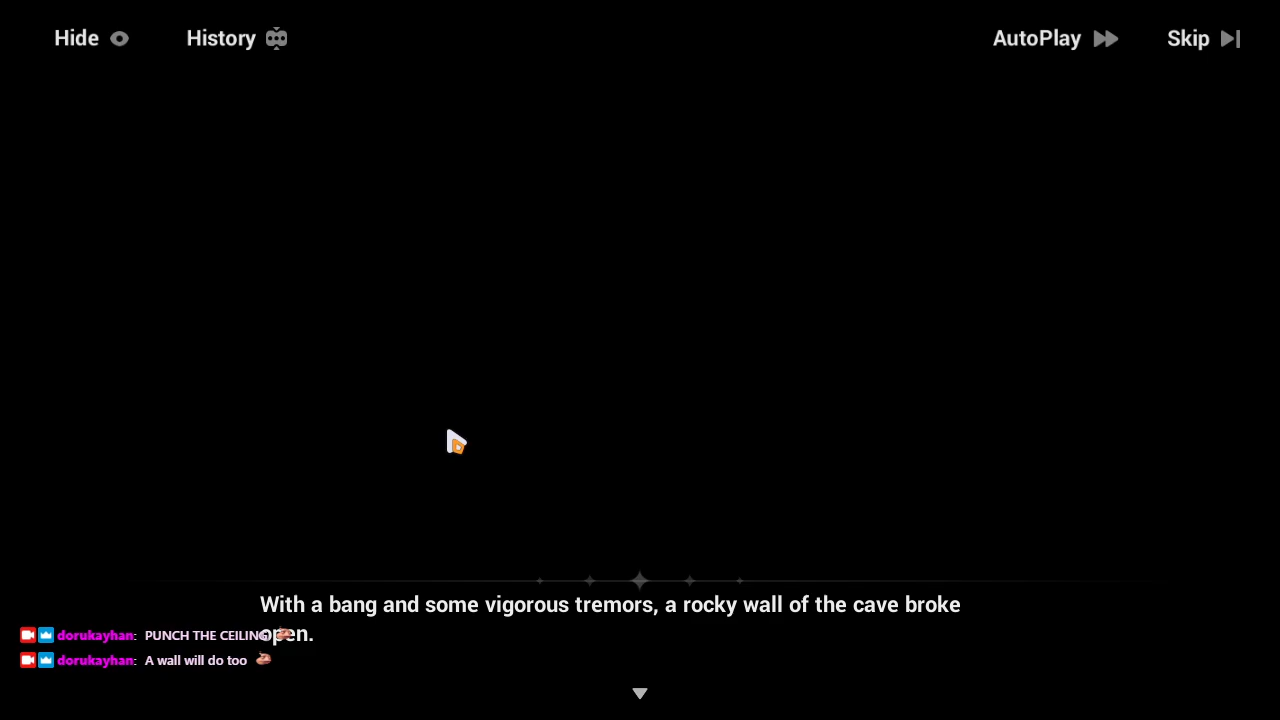 Hide
History
AutoPlay
Skip
With a bang and some vigorous tremors, a rocky wall of the cave broke
open.
dorukayhan: PUNCH THE CEILING
dorukayhan: A wall will do too